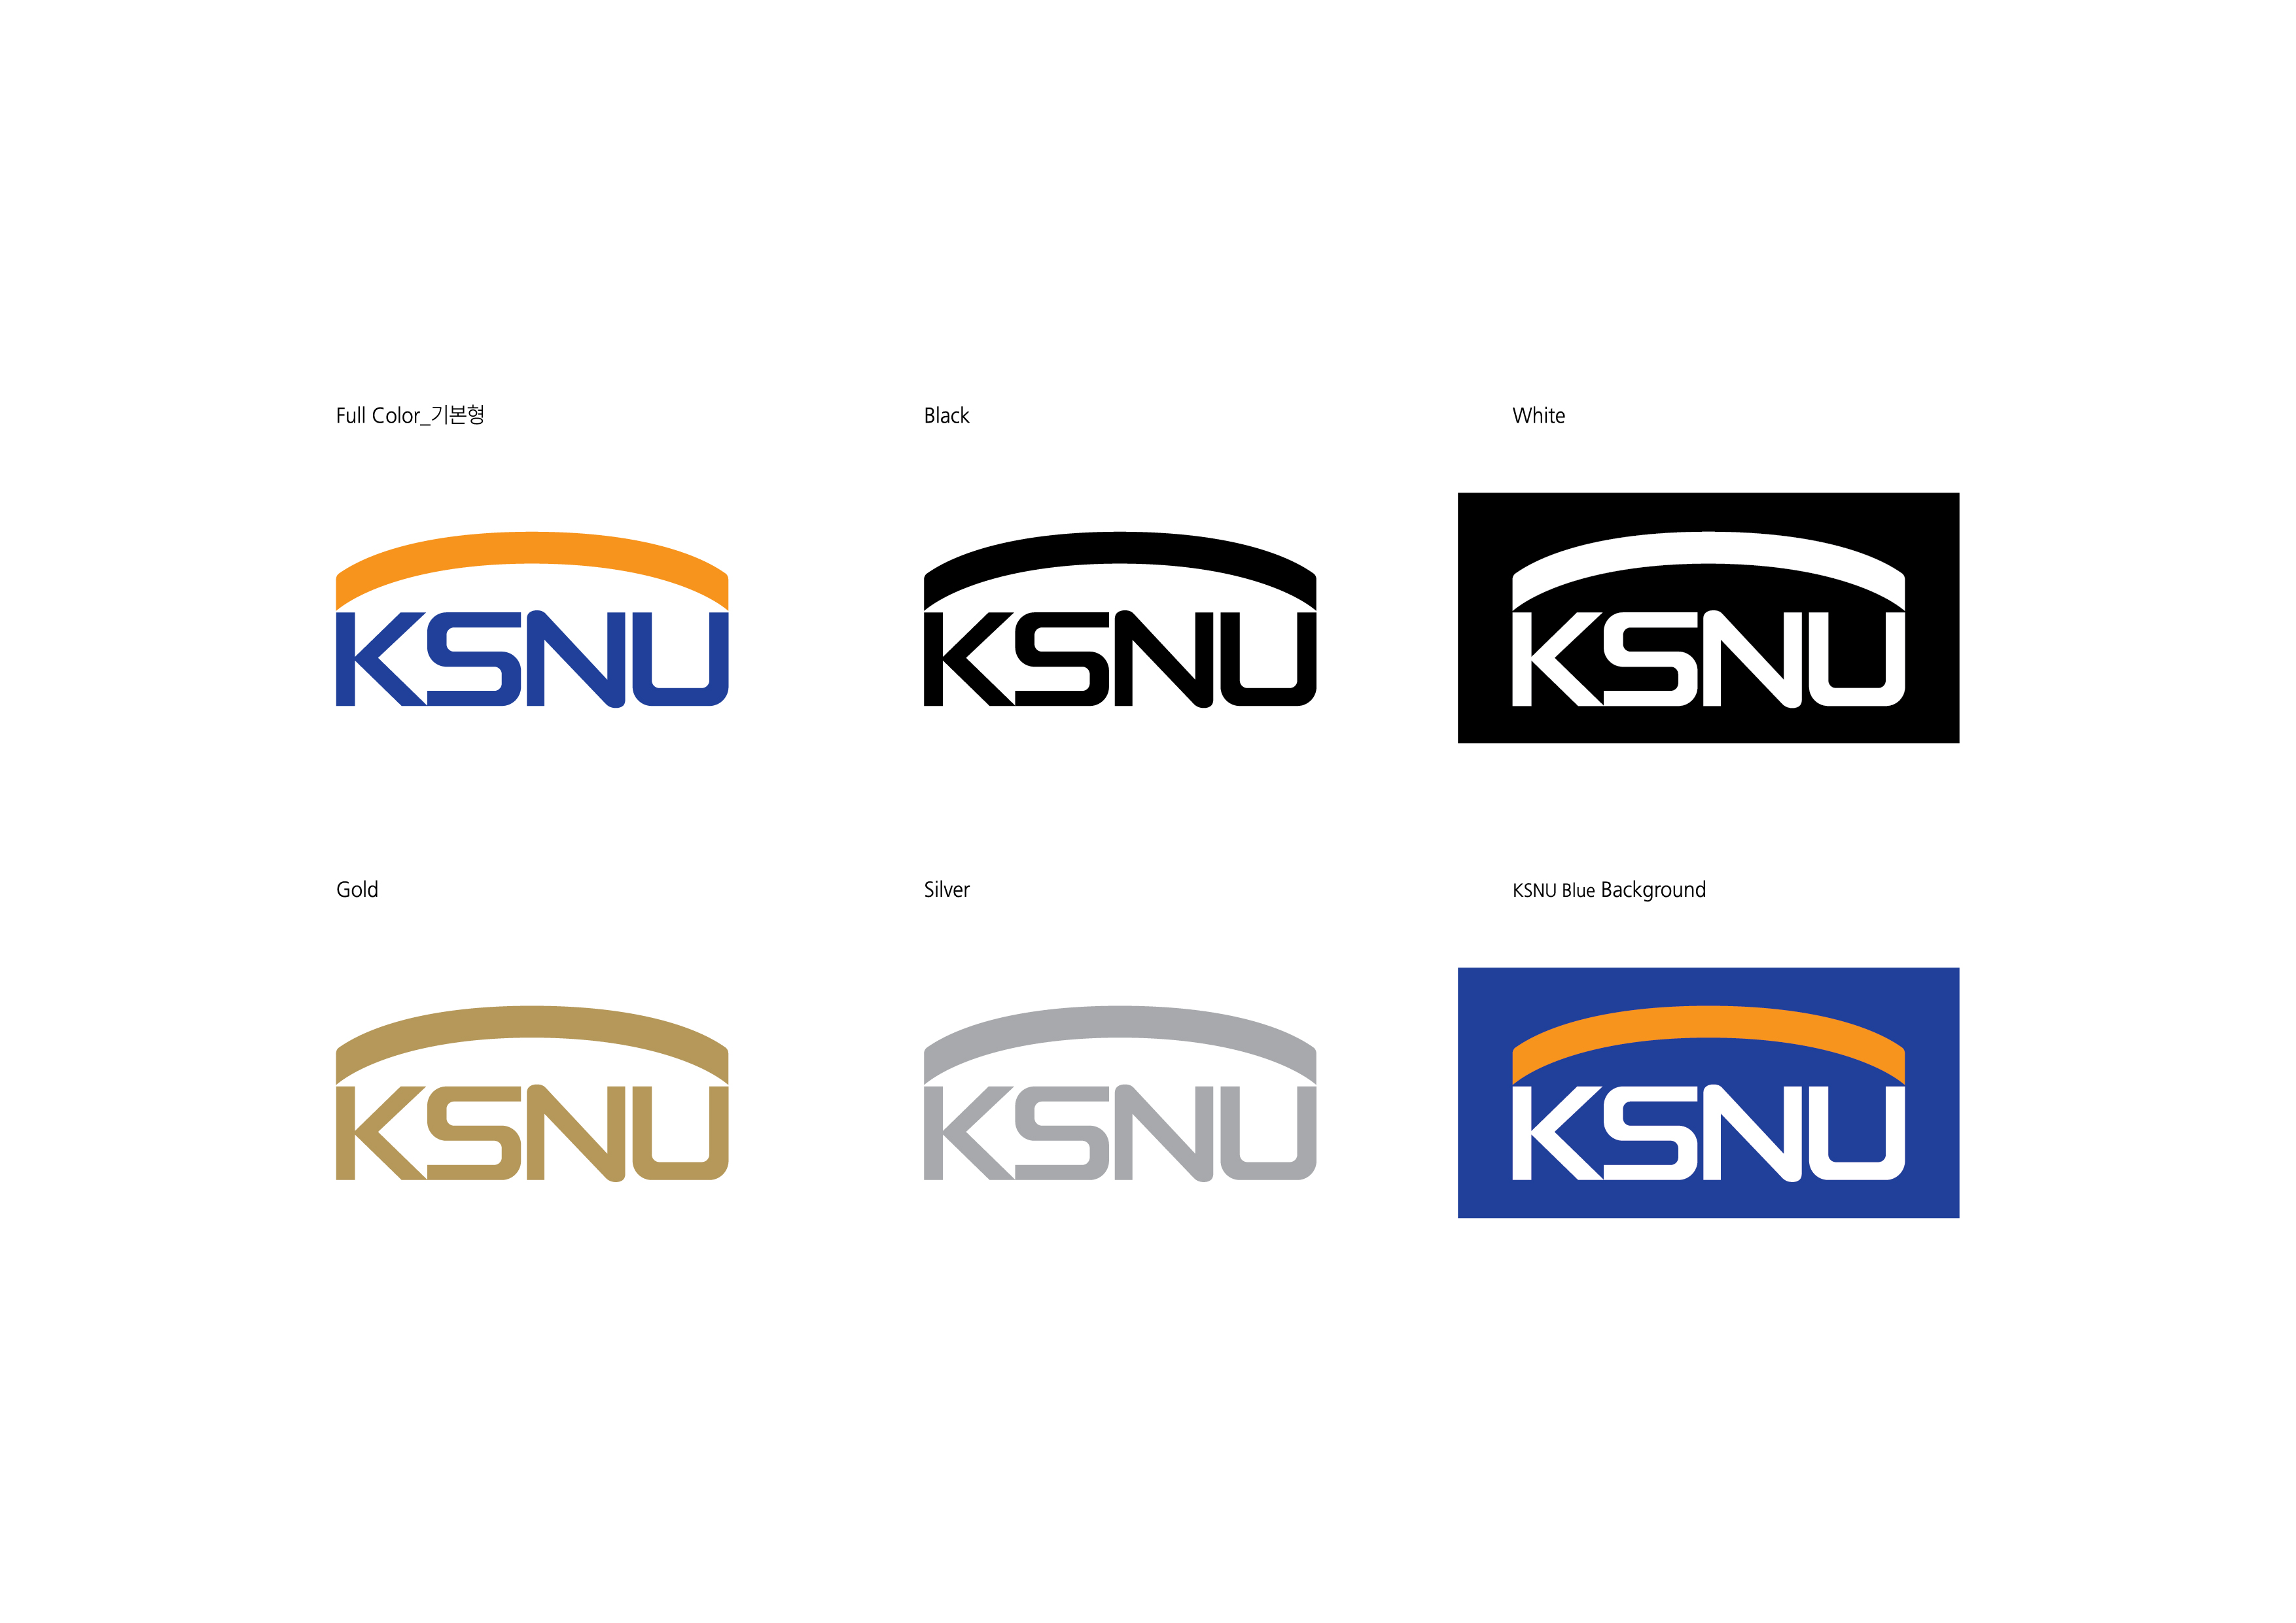 Full Color_기본형
Black
White
KSNU
KSNU
KSNU
Gold
Silver
KSNU Blue Background
KSNU
KSNU
KSNU